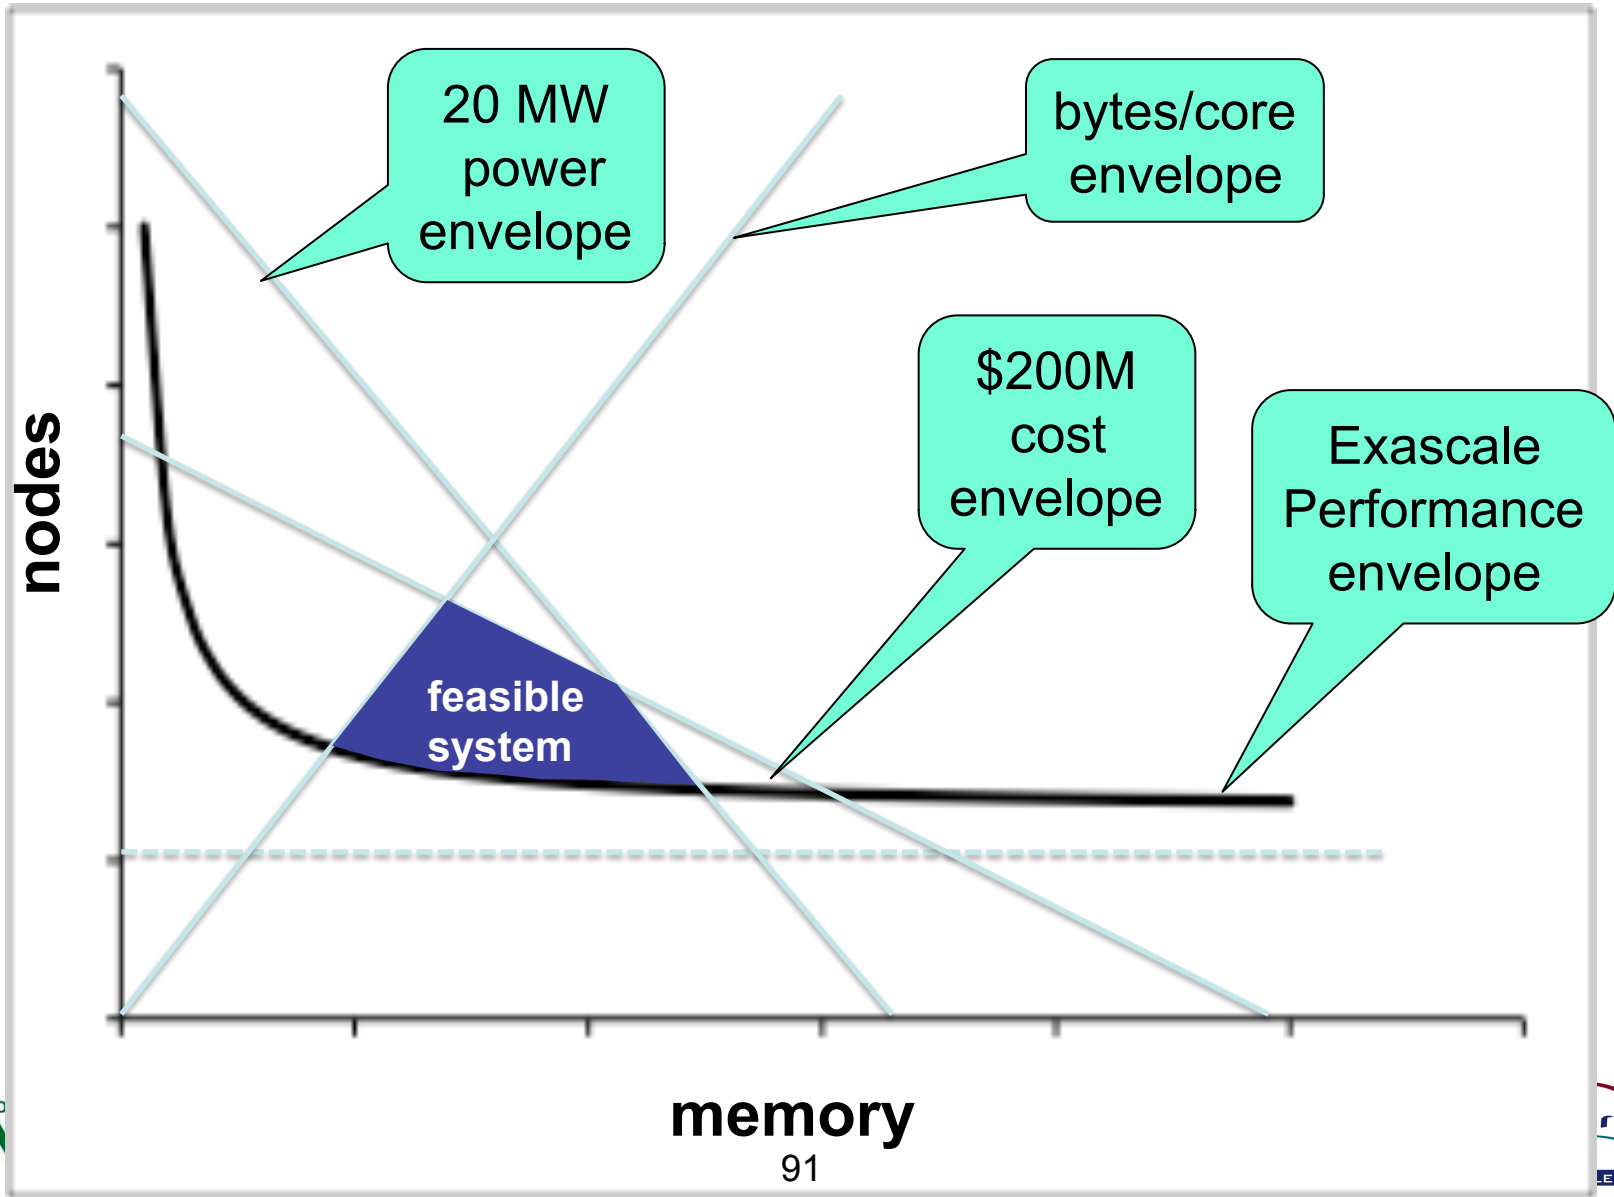 20 MW
power
envelope
bytes/core
envelope
$200M
cost
envelope
Exascale
Performance
envelope
nodes
feasible
system
memory
91